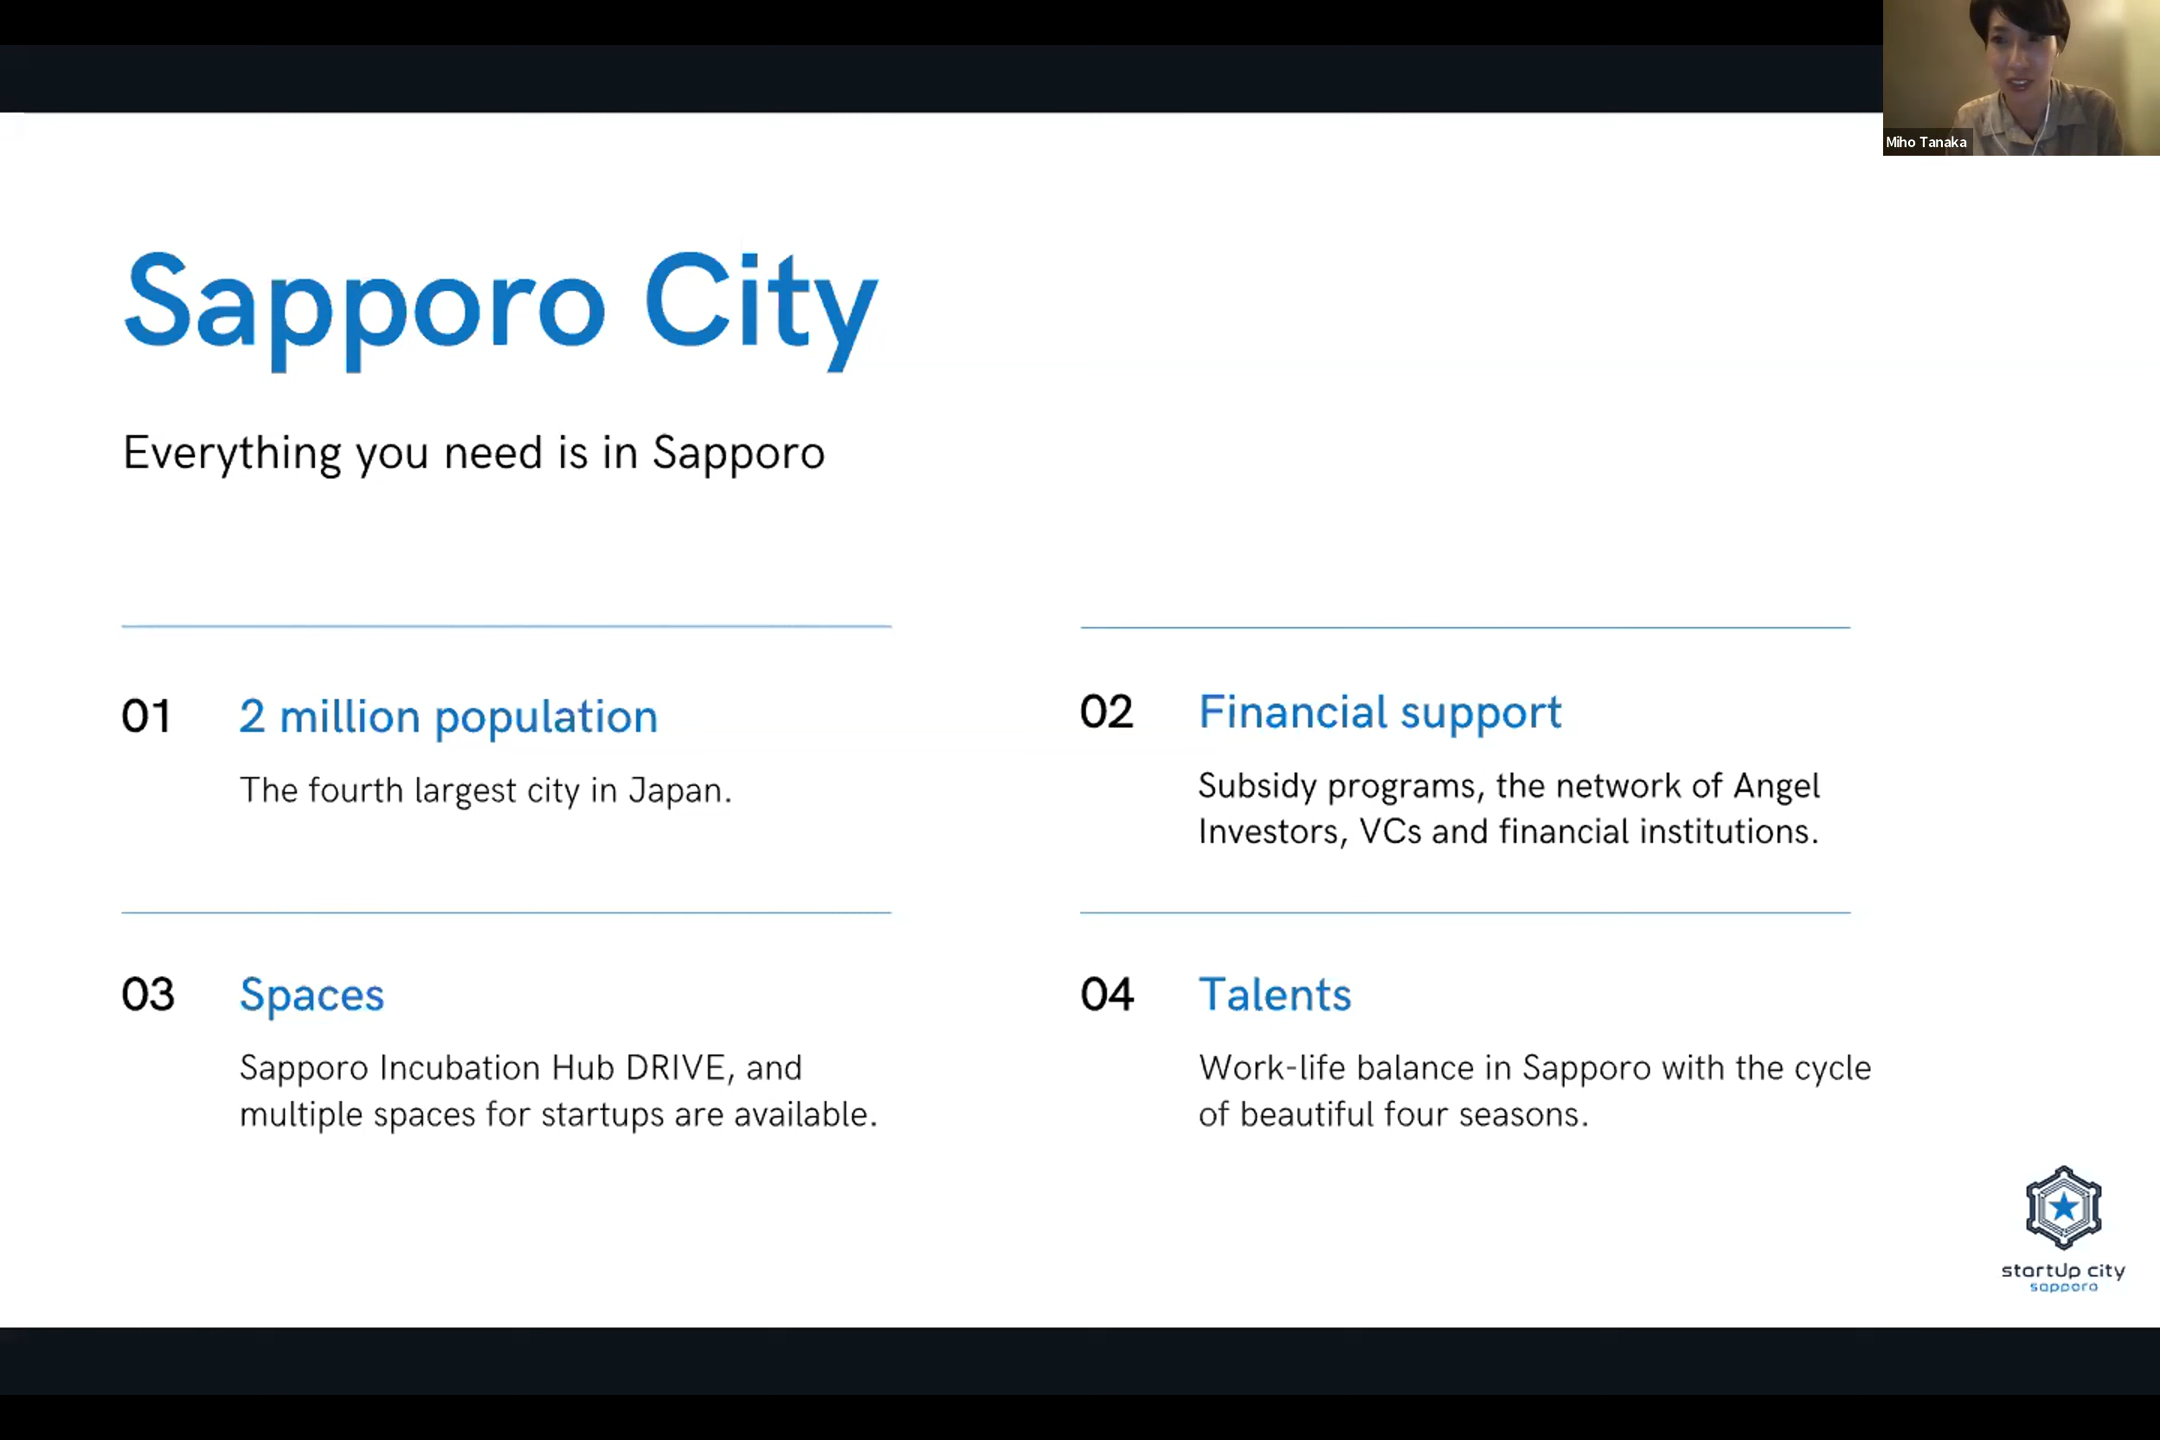 Miho Tanaka
Sapporo City
Everything you need is in Sapporo
01
2 million population
The fourth largest city in Japan.
02
Financial support
Subsidy programs, the network of Angel
Investors, VCs and financial institutions.
03
Spaces
Sapporo Incubation Hub DRIVE, and
multiple spaces for startups are available.
04
Talents
Work-life balance in Sapporo with the cycle
of beautiful four seasons.
startUp city
sapporo